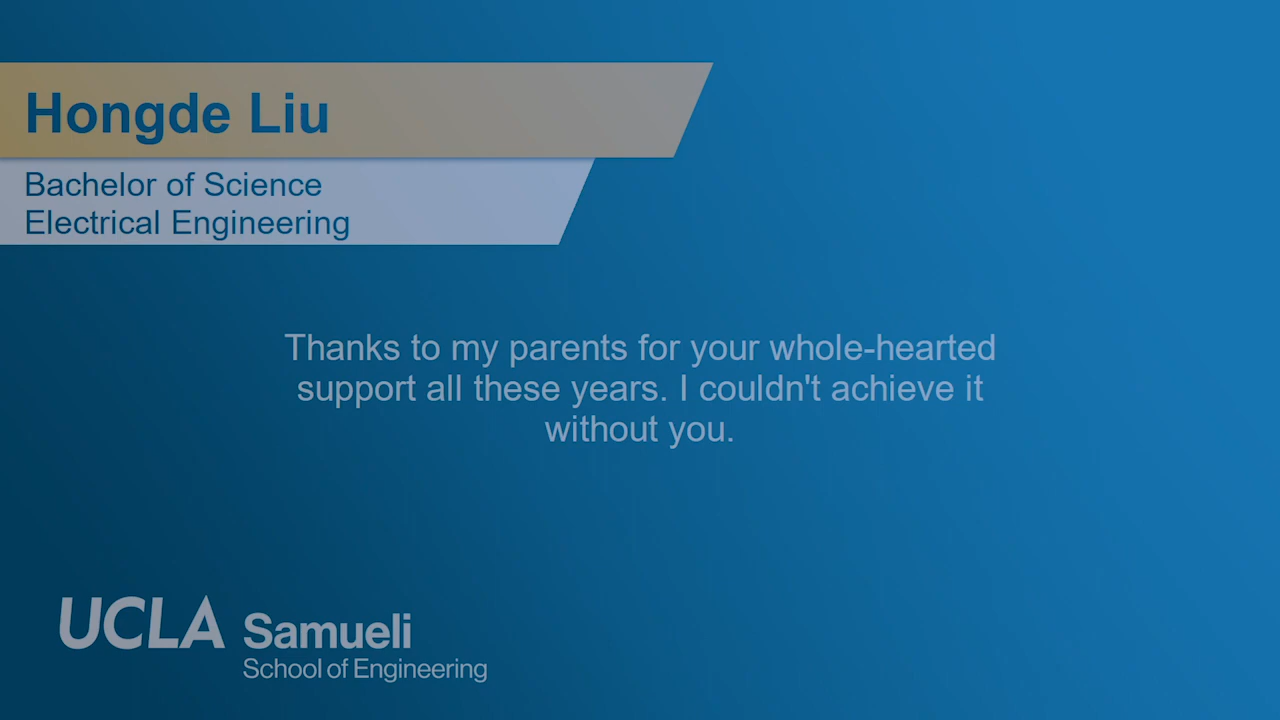 Hongde Liu
Bachelor of Science
Electrical Engineering
Thanks to my parents for your whole-hearted
support all these years. I couldn't achieve it
without you.
UCLA Samueli
School of Engineering